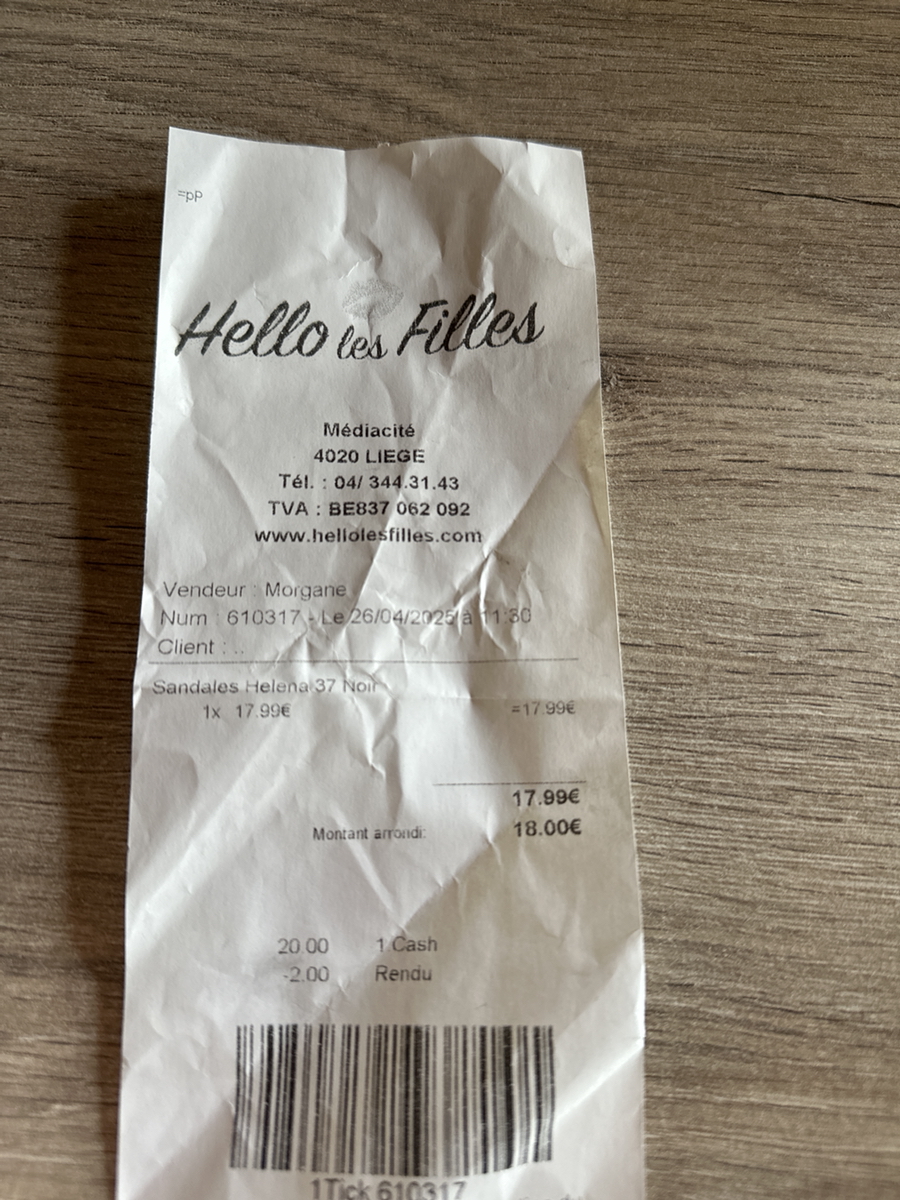 =pp
Hello les Filles
Médiacité
4020 LIEGE
Tél. : 04/ 344.31.43
TVA : BE837 062 092
www.hellolesfilles.com
Vendeur : Morgane
Num : 610317 - Le 26/04/2025 à 11:30
Client : ..
Sandales Helena 37 Noir
1x 17.99€ =17.99€
17.99€
Montant arrondi: 18.00€
20.00 1 Cash
-2.00 Rendu
1Tick 610317